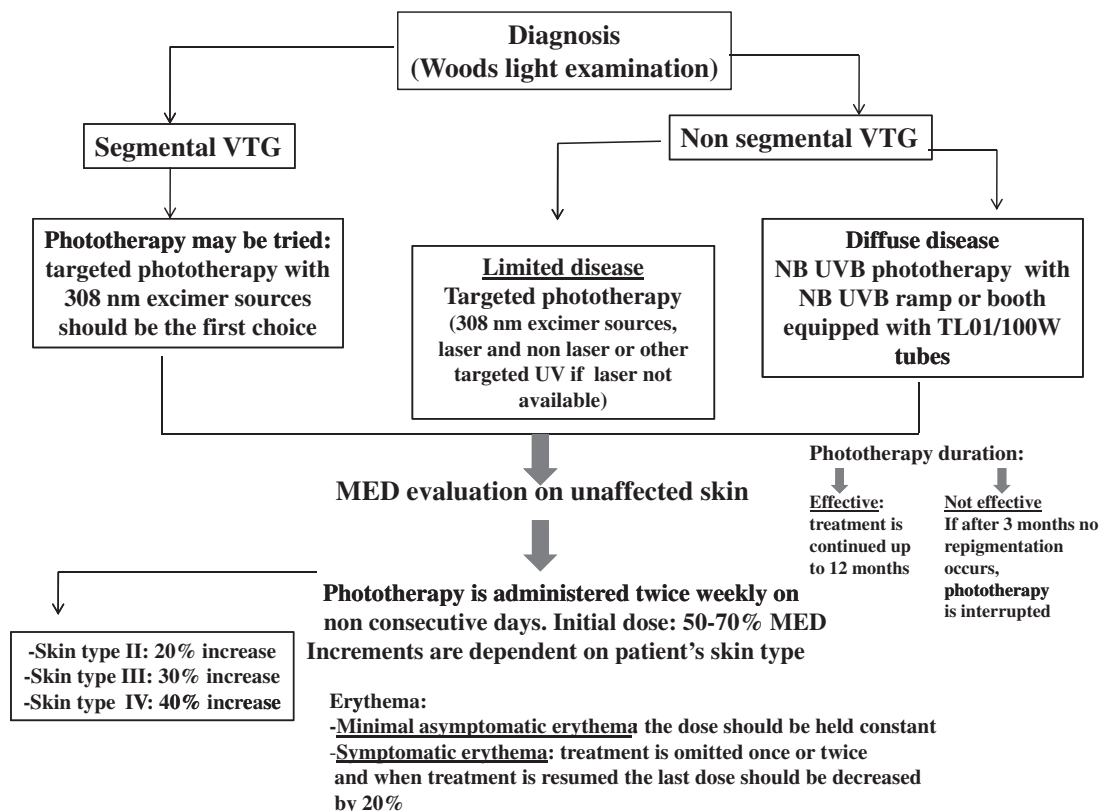 Diagnosis
(Woods light examination)
Segmental VTG
Non segmental VTG
Phototherapy may be tried:
targeted phototherapy with
308 nm excimer sources
should be the first choice
Limited disease
Targeted phototherapy
(308 nm excimer sources,
laser and non laser or other
targeted UV if laser not
available)
Diffuse disease
NB UVB phototherapy with
NB UVB ramp or booth
equipped with TL01/100W
tubes
MED evaluation on unaffected skin
Phototherapy duration:
Effective:
treatment is
continued up
to 12 months
Not effective
If after 3 months no
repigmentation
occurs,
phototherapy
is interrupted
Phototherapy is administered twice weekly on
non consecutive days. Initial dose: 50-70% MED
Increments are dependent on patient's skin type
-Skin type II: 20% increase
-Skin type III: 30% increase
-Skin type IV: 40% increase
Erythema:
-Minimal asymptomatic erythema: the dose should be held constant
-Symptomatic erythema: treatment is omitted once or twice
and when treatment is resumed the last dose should be decreased
by 20%